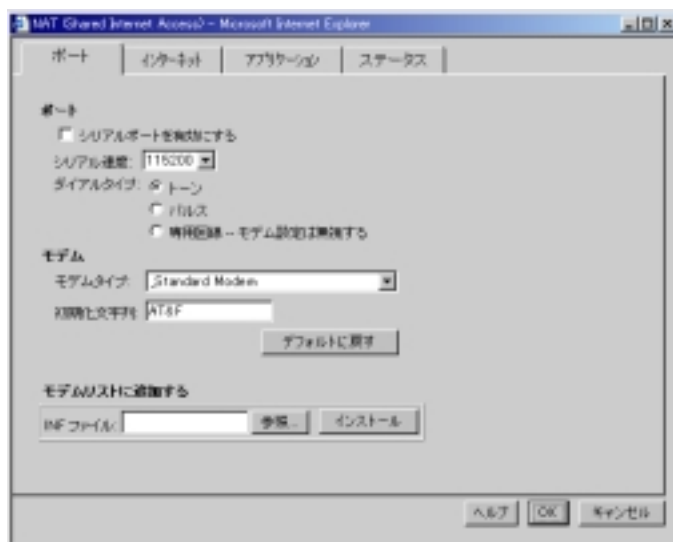 NAT (Shared Internet Access) - Microsoft Internet Explorer
ポート インターネット アプリケーション ステータス
ポート
シリアルポートを有効にする
シリアル速度: 115200
ダイアルタイプ: トーン
パルス
専用回線 -- モデム設定は無視する
モデム
モデムタイプ: _Standard Modem
初期化文字列: AT&F
デフォルトに戻す
モデムリストに追加する
INF ファイル: 参照... インストール
ヘルプ OK キャンセル